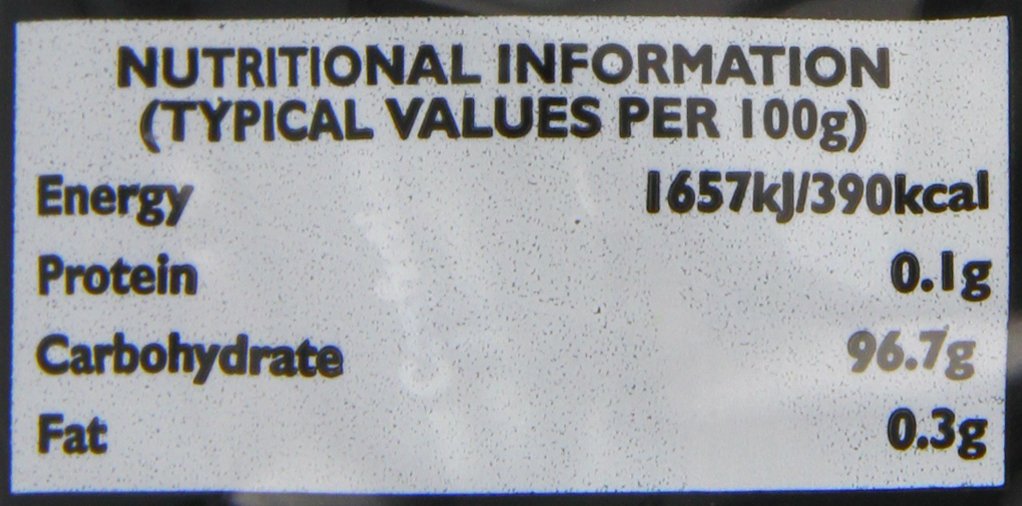 NUTRITIONAL INFORMATION
(TYPICAL VALUES PER 100g)
Energy 1657kJ/390kcal
Protein 0.1g
Carbohydrate 96.7g
Fat 0.3g